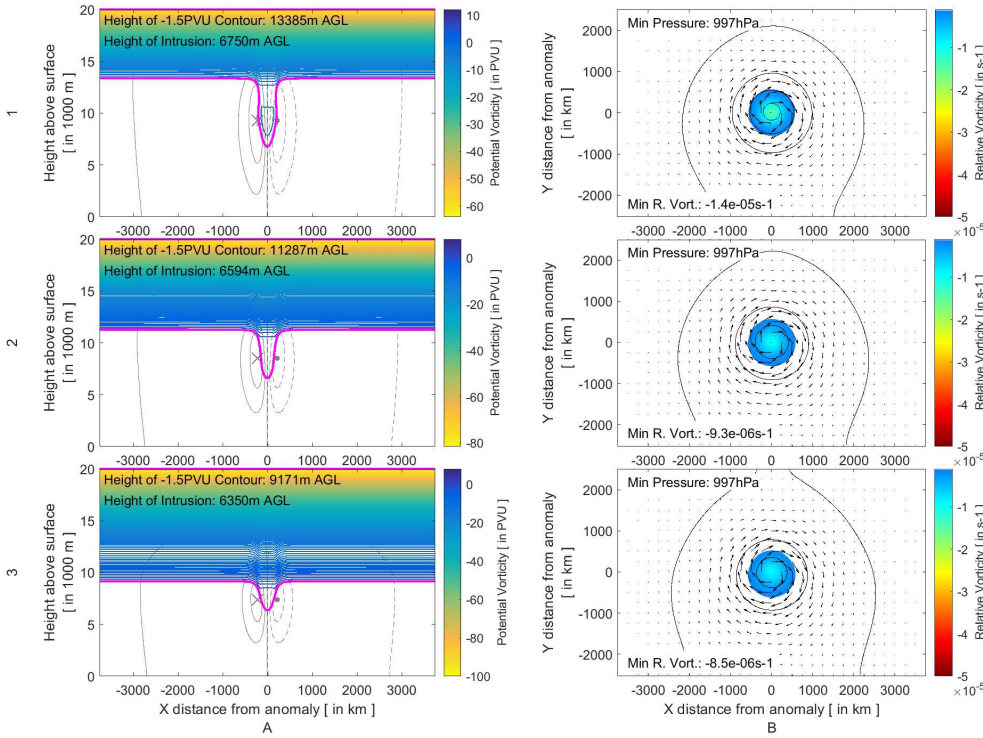 Height of -1.5PVU Contour: 13385m AGL
Height of Intrusion: 6750m AGL
1
Height above surface
[ in 1000 m ]
20
15
10
5
0
-3000 -2000 -1000 0 1000 2000 3000
10
0
-10
-20
-30
-40
-50
-60
Potential Vorticity [ in PVU ]
Min Pressure: 997hPa
Min R. Vort.: -1.4e-05s-1
Y distance from anomaly
[ in km ]
2000
1000
0
-1000
-2000
-3000 -2000 -1000 0 1000 2000 3000
-1
-2
-3
-4
-5
×10⁻⁵
Relative Vorticity [ in s-1 ]
Height of -1.5PVU Contour: 11287m AGL
Height of Intrusion: 6594m AGL
2
Height above surface
[ in 1000 m ]
20
15
10
5
0
-3000 -2000 -1000 0 1000 2000 3000
0
-20
-40
-60
-80
Potential Vorticity [ in PVU ]
Min Pressure: 997hPa
Min R. Vort.: -9.3e-06s-1
Y distance from anomaly
[ in km ]
2000
1000
0
-1000
-2000
-3000 -2000 -1000 0 1000 2000 3000
-1
-2
-3
-4
-5
×10⁻⁵
Relative Vorticity [ in s-1 ]
Height of -1.5PVU Contour: 9171m AGL
Height of Intrusion: 6350m AGL
3
Height above surface
[ in 1000 m ]
20
15
10
5
0
-3000 -2000 -1000 0 1000 2000 3000
X distance from anomaly [ in km ]
A
0
-20
-40
-60
-80
-100
Potential Vorticity [ in PVU ]
Min Pressure: 997hPa
Min R. Vort.: -8.5e-06s-1
Y distance from anomaly
[ in km ]
2000
1000
0
-1000
-2000
-3000 -2000 -1000 0 1000 2000 3000
X distance from anomaly [ in km ]
B
-1
-2
-3
-4
-5
×10⁻⁵
Relative Vorticity [ in s-1 ]